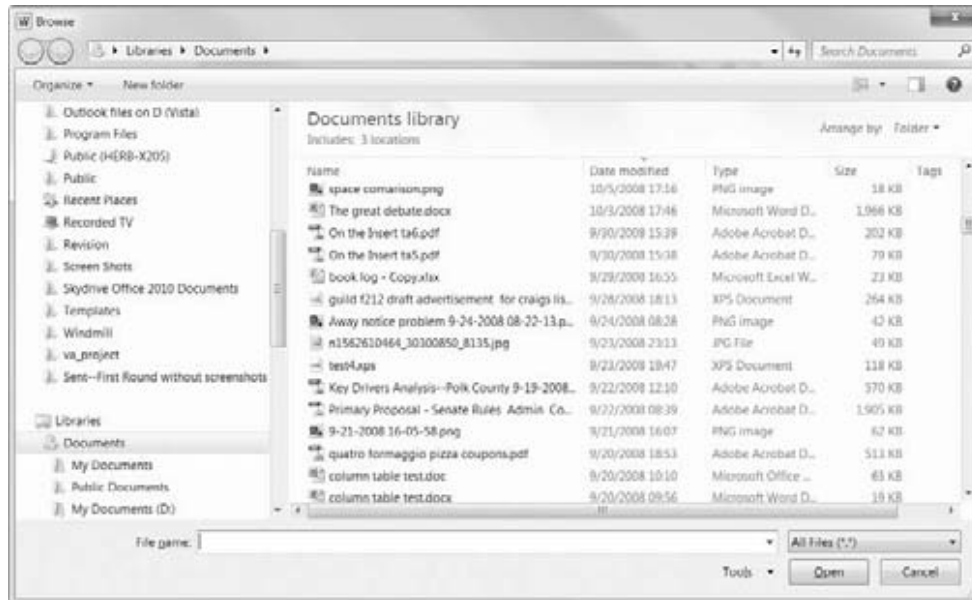 W Browse
Libraries Documents
Search Documents
Organize New folder
Outlook files on D (Vista)
Program Files
Public (HERB-X205)
Public
Recent Places
Recorded TV
Revision
Screen Shots
Skydrive Office 2010 Documents
Templates
Windmill
va_project
Sent--First Round without screenshots
Libraries
Documents
My Documents
Public Documents
My Documents (D:)
Documents library
Includes: 3 locations
Arrange by: Folder
Name Date modified Type Size Tags
space comarison.png 10/5/2008 17:16 PNG image 18 KB
The great debate.docx 10/3/2008 17:46 Microsoft Word D... 1,966 KB
On the Insert ta6.pdf 9/30/2008 15:39 Adobe Acrobat D... 202 KB
On the Insert ta5.pdf 9/30/2008 15:38 Adobe Acrobat D... 79 KB
book log - Copy.xlsx 9/29/2008 16:55 Microsoft Excel W... 23 KB
guild f212 draft advertisement for craigs lis... 9/28/2008 18:13 XPS Document 264 KB
Away notice problem 9-24-2008 08-22-13.p... 9/24/2008 08:28 PNG image 42 KB
n1562610464_30300850_8135.jpg 9/23/2008 23:13 JPG File 49 KB
test4.xps 9/23/2008 19:47 XPS Document 118 KB
Key Drivers Analysis--Polk County 9-19-2008... 9/22/2008 12:10 Adobe Acrobat D... 570 KB
Primary Proposal - Senate Rules Admin Co... 9/22/2008 08:39 Adobe Acrobat D... 1,905 KB
9-21-2008 16-05-58.png 9/21/2008 16:07 PNG image 62 KB
quatro formaggio pizza coupons.pdf 9/20/2008 18:53 Adobe Acrobat D... 513 KB
column table test.doc 9/20/2008 10:10 Microsoft Office ... 63 KB
column table test.docx 9/20/2008 09:56 Microsoft Word D... 19 KB
File name: All Files (*.*)
Tools Open Cancel